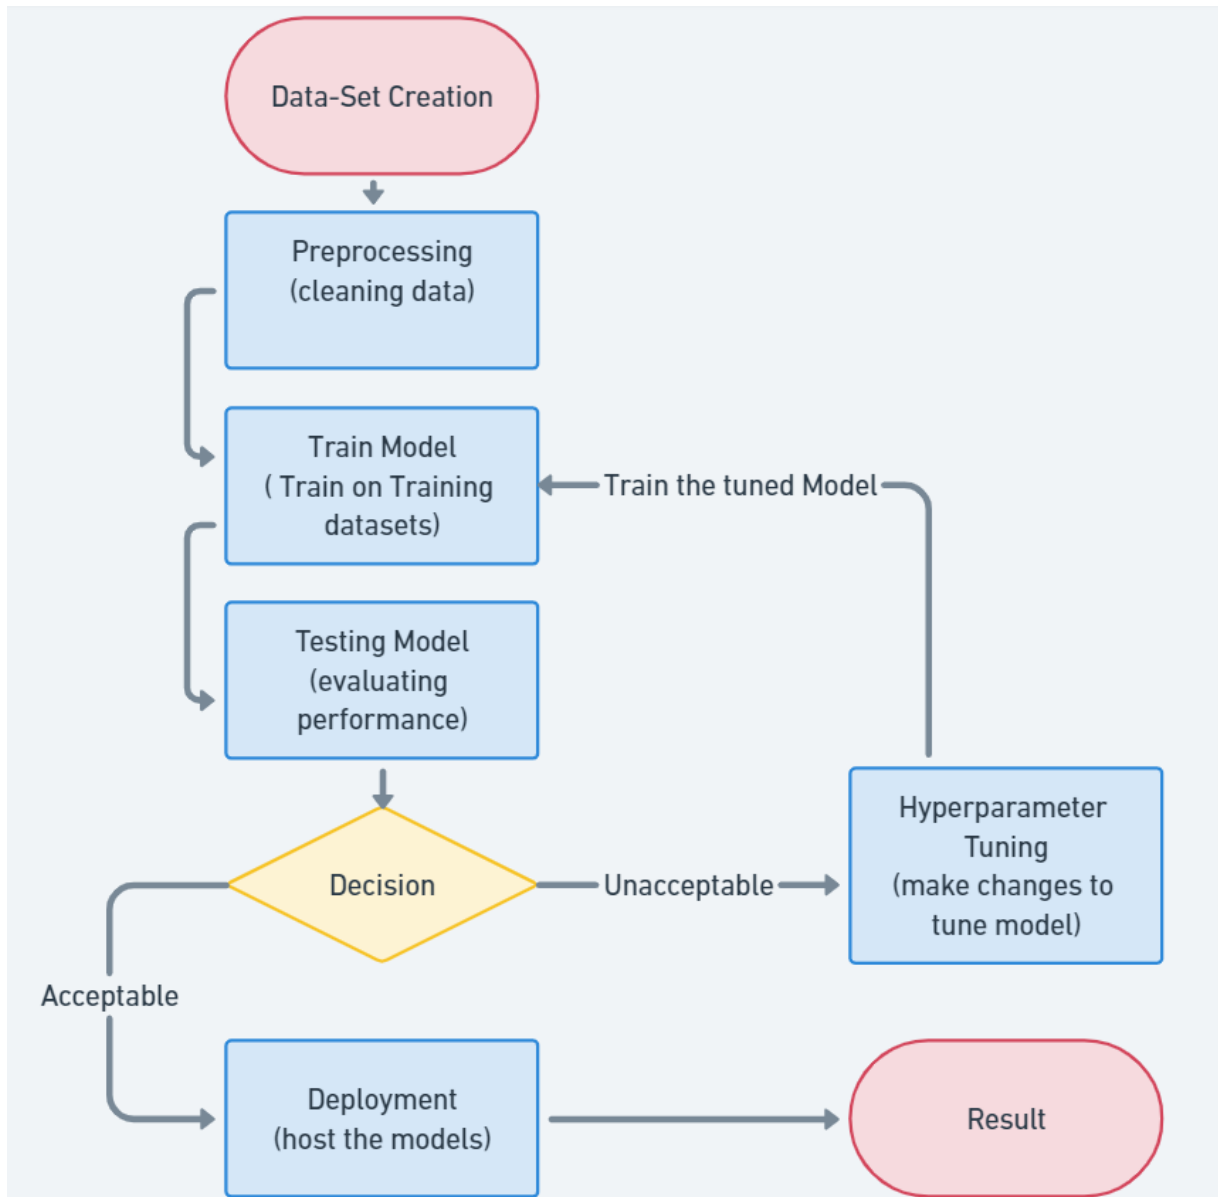 Data-Set Creation
Preprocessing
(cleaning data)
Train Model
( Train on Training
datasets)
Train the tuned Model
Testing Model
(evaluating
performance)
Hyperparameter
Tuning
(make changes to
tune model)
Decision
Unacceptable
Acceptable
Deployment
(host the models)
Result